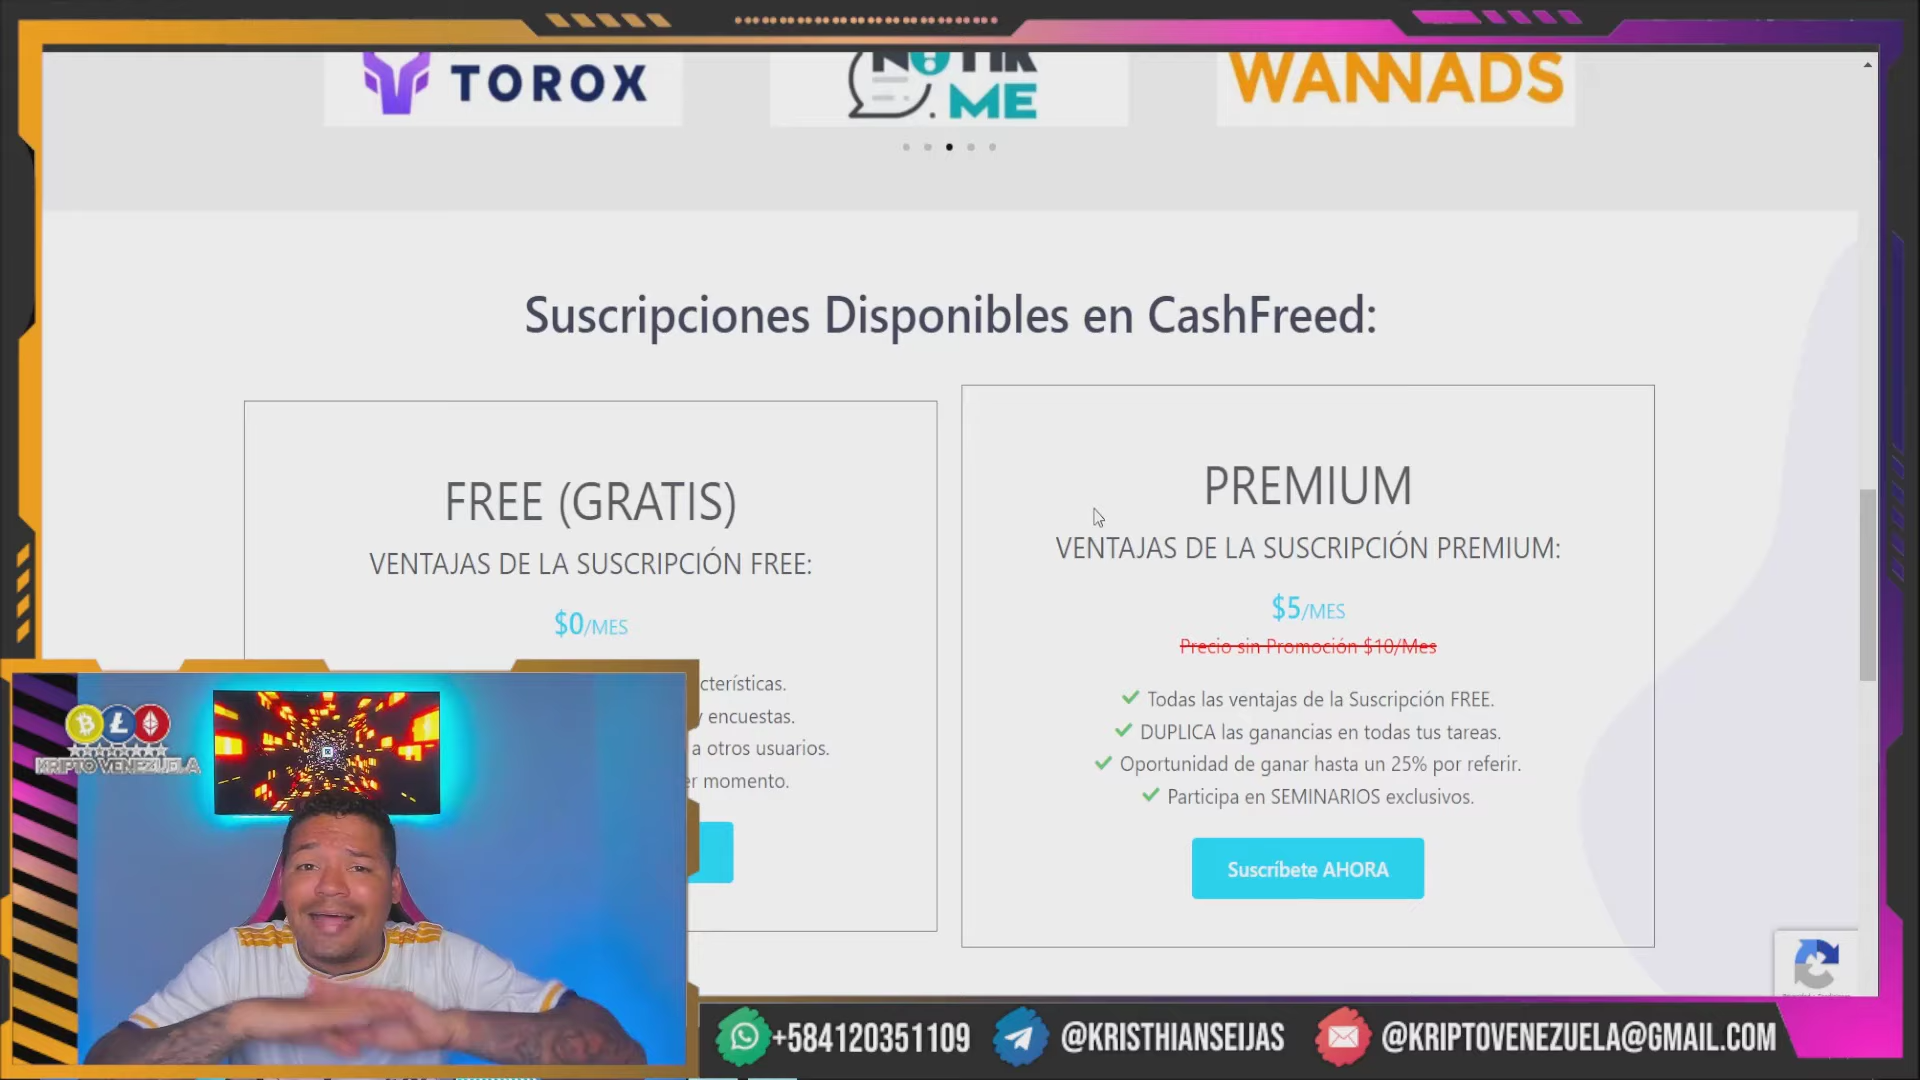 TOROX
NOTIK
ME
WANNADS
Suscripciones Disponibles en CashFreed:
FREE (GRATIS)
VENTAJAS DE LA SUSCRIPCIÓN FREE:
$0/MES
cterísticas.
y encuestas.
a otros usuarios.
er momento.
PREMIUM
VENTAJAS DE LA SUSCRIPCIÓN PREMIUM:
$5/MES
Precio sin Promoción $10/Mes
Todas las ventajas de la Suscripción FREE.
DUPLICA las ganancias en todas tus tareas.
Oportunidad de ganar hasta un 25% por referir.
Participa en SEMINARIOS exclusivos.
Suscríbete AHORA
KRIPTO VENEZUELA
+584120351109
@KRISTHIANSEIJAS
@KRIPTOVENEZUELA@GMAIL.COM